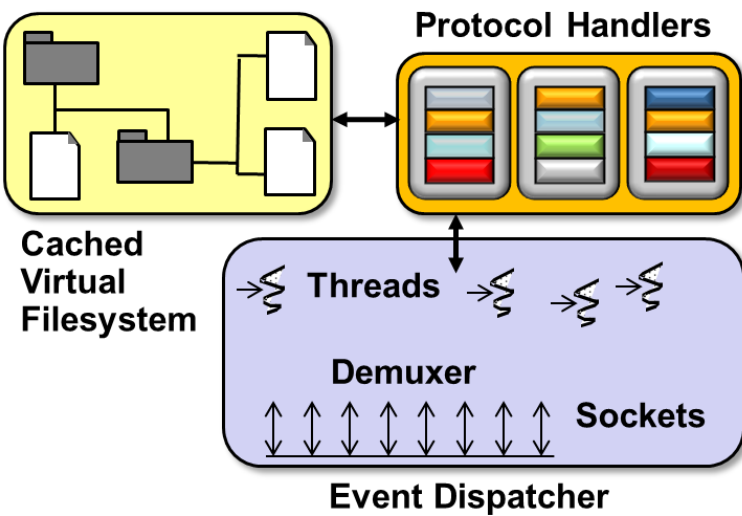 Protocol Handlers
Cached
Virtual
Filesystem
Threads
Demuxer
Sockets
Event Dispatcher